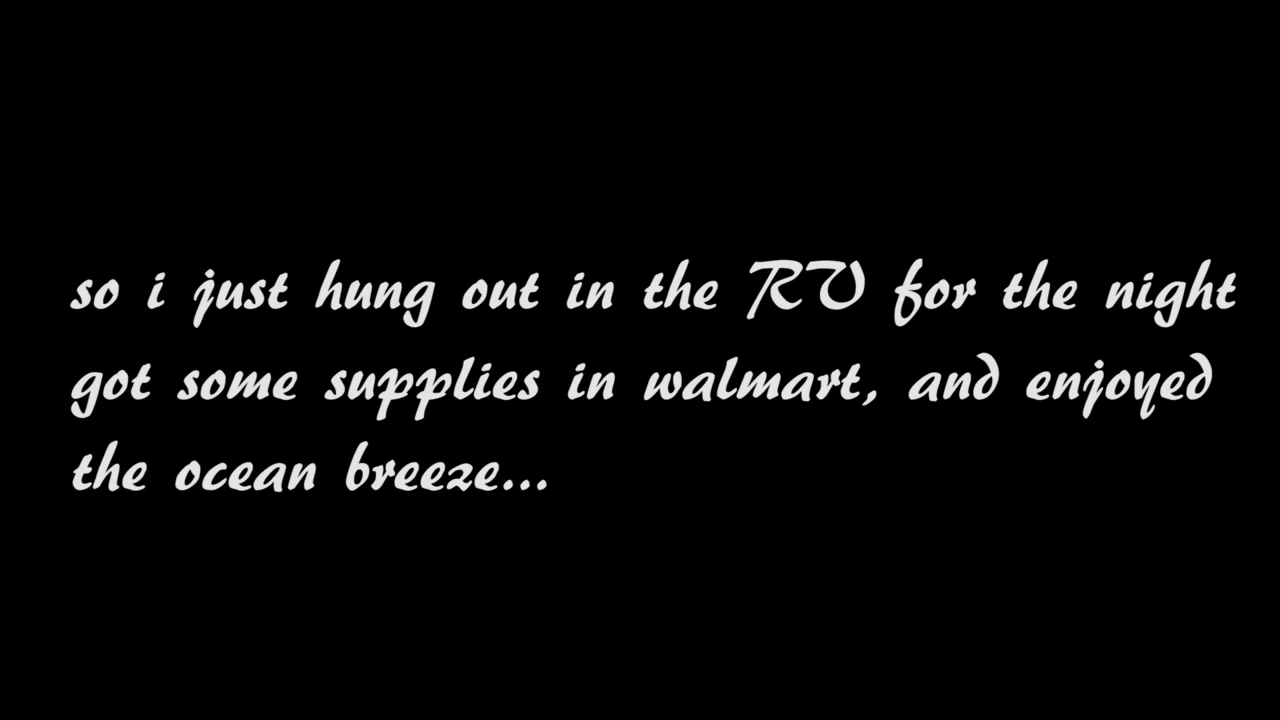 so i just hung out in the RV for the night
got some supplies in walmart, and enjoyed
the ocean breeze...